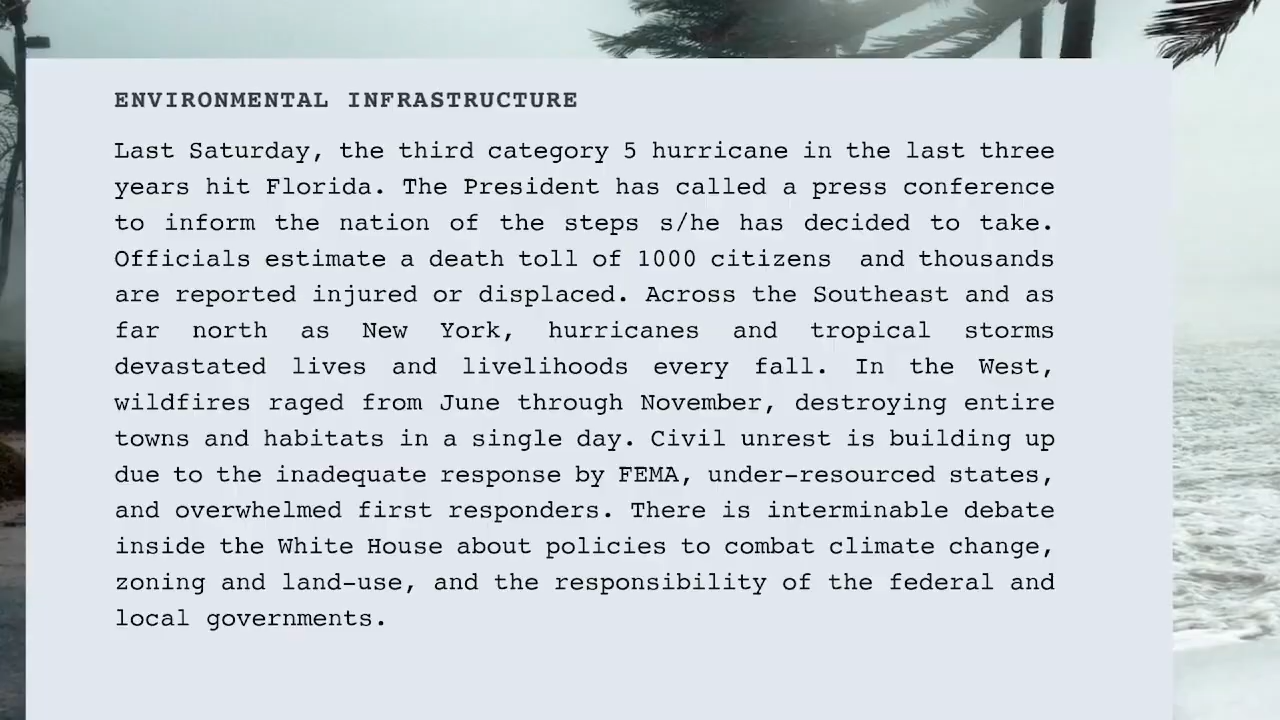 ENVIRONMENTAL INFRASTRUCTURE
Last Saturday, the third category 5 hurricane in the last three
years hit Florida. The President has called a press conference
to inform the nation of the steps s/he has decided to take.
Officials estimate a death toll of 1000 citizens and thousands
are reported injured or displaced. Across the Southeast and as
far north as New York, hurricanes and tropical storms
devastated lives and livelihoods every fall. In the West,
wildfires raged from June through November, destroying entire
towns and habitats in a single day. Civil unrest is building up
due to the inadequate response by FEMA, under-resourced states,
and overwhelmed first responders. There is interminable debate
inside the White House about policies to combat climate change,
zoning and land-use, and the responsibility of the federal and
local governments.